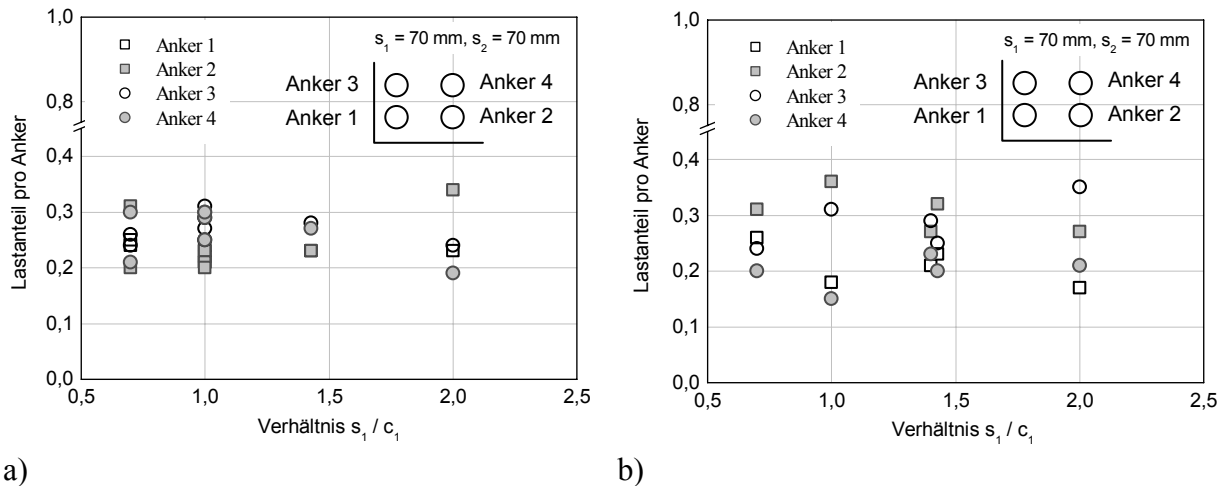 1,0
0,8
0,4
0,3
0,2
0,1
0,0
Lastanteil pro Anker
Anker 1
Anker 2
Anker 3
Anker 4
s1 = 70 mm, s2 = 70 mm
Anker 3 Anker 4
Anker 1 Anker 2
0,5 1,0 1,5 2,0 2,5
Verhältnis s1 / c1
a)
1,0
0,8
0,4
0,3
0,2
0,1
0,0
Lastanteil pro Anker
Anker 1
Anker 2
Anker 3
Anker 4
s1 = 70 mm, s2 = 70 mm
Anker 3 Anker 4
Anker 1 Anker 2
0,5 1,0 1,5 2,0 2,5
Verhältnis s1 / c1
b)